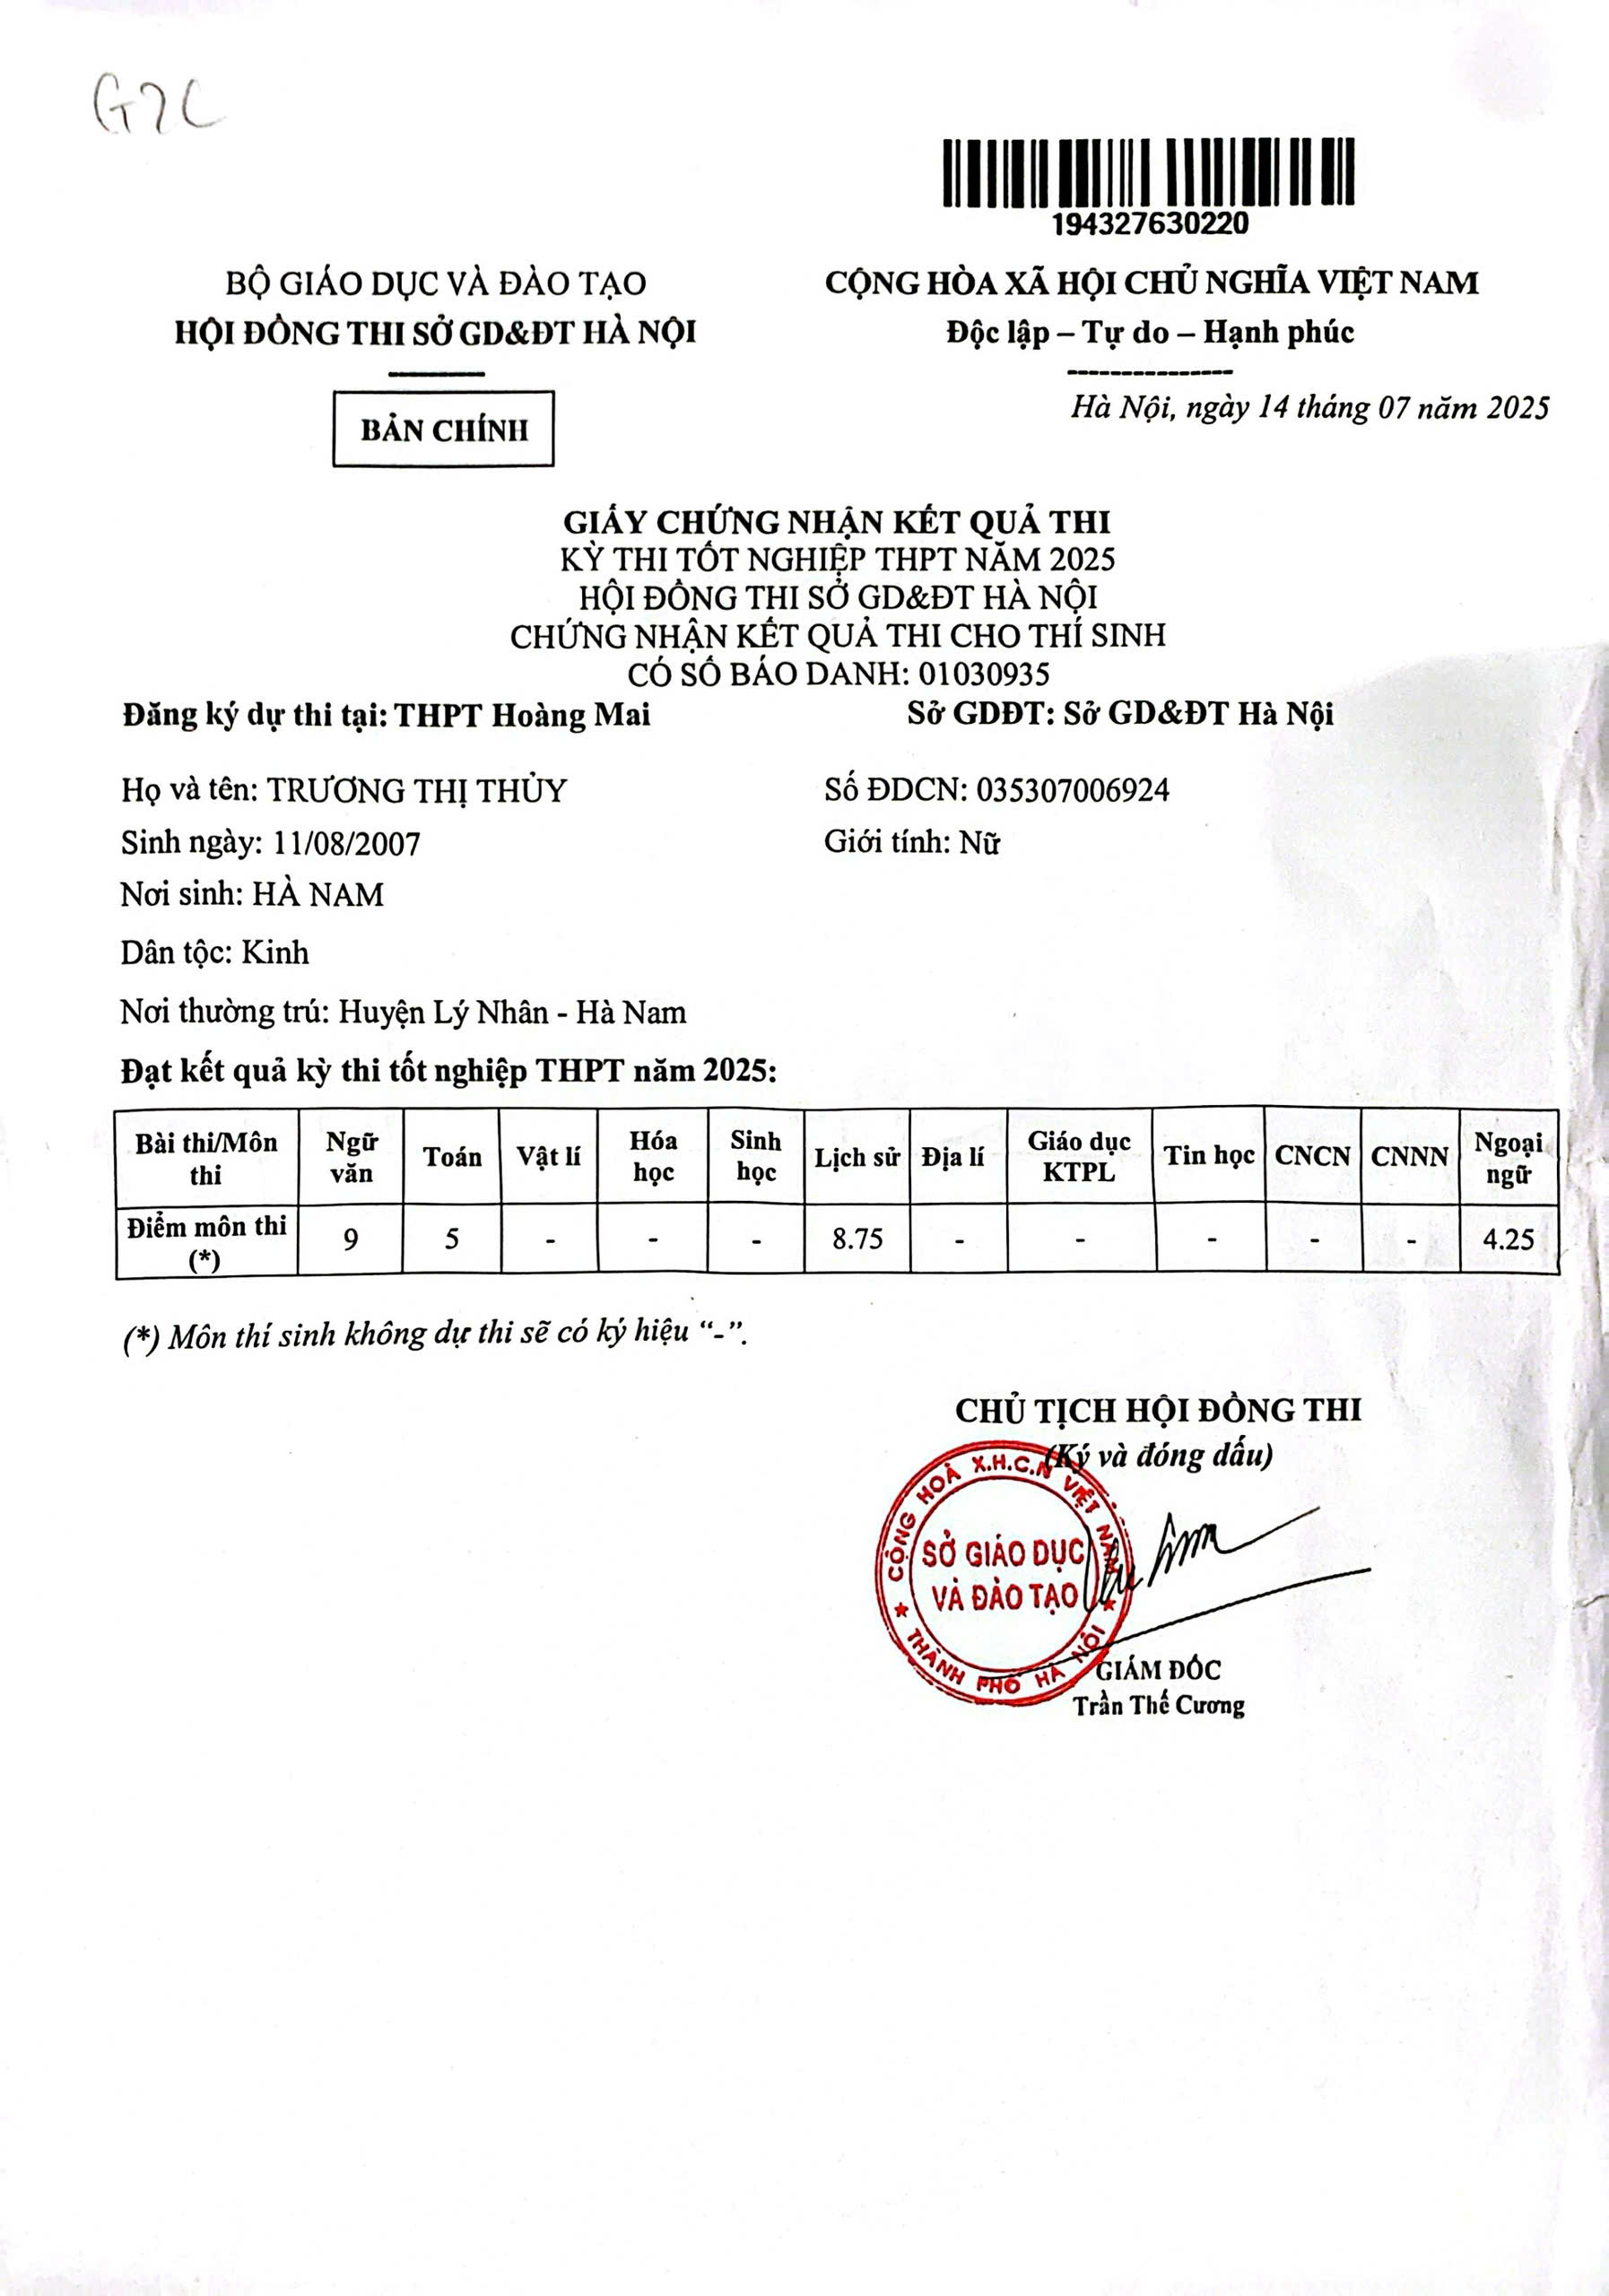 G7C
194327630220
BỘ GIÁO DỤC VÀ ĐÀO TẠO
HỘI ĐỒNG THI SỞ GD&ĐT HÀ NỘI
CỘNG HÒA XÃ HỘI CHỦ NGHĨA VIỆT NAM
Độc lập – Tự do – Hạnh phúc
---------------
BẢN CHÍNH
Hà Nội, ngày 14 tháng 07 năm 2025
GIẤY CHỨNG NHẬN KẾT QUẢ THI
KỲ THI TỐT NGHIỆP THPT NĂM 2025
HỘI ĐỒNG THI SỞ GD&ĐT HÀ NỘI
CHỨNG NHẬN KẾT QUẢ THI CHO THÍ SINH
CÓ SỐ BÁO DANH: 01030935
Đăng ký dự thi tại: THPT Hoàng Mai Sở GDĐT: Sở GD&ĐT Hà Nội
Họ và tên: TRƯƠNG THỊ THỦY Số ĐDCN: 035307006924
Sinh ngày: 11/08/2007 Giới tính: Nữ
Nơi sinh: HÀ NAM
Dân tộc: Kinh
Nơi thường trú: Huyện Lý Nhân - Hà Nam
Đạt kết quả kỳ thi tốt nghiệp THPT năm 2025:
Bài thi/Môn thi Ngữ văn Toán Vật lí Hóa học Sinh học Lịch sử Địa lí Giáo dục KTPL Tin học CNCN CNNN Ngoại ngữ
Điểm môn thi (*) 9 5 - - - 8.75 - - - - - 4.25
(*) Môn thí sinh không dự thi sẽ có ký hiệu “-”.
CHỦ TỊCH HỘI ĐỒNG THI
(Ký và đóng dấu)
CỘNG HOÀ X.H.C.N VIỆT NAM
SỞ GIÁO DỤC
VÀ ĐÀO TẠO
★ THÀNH PHỐ HÀ NỘI ★
GIÁM ĐỐC
Trần Thế Cương